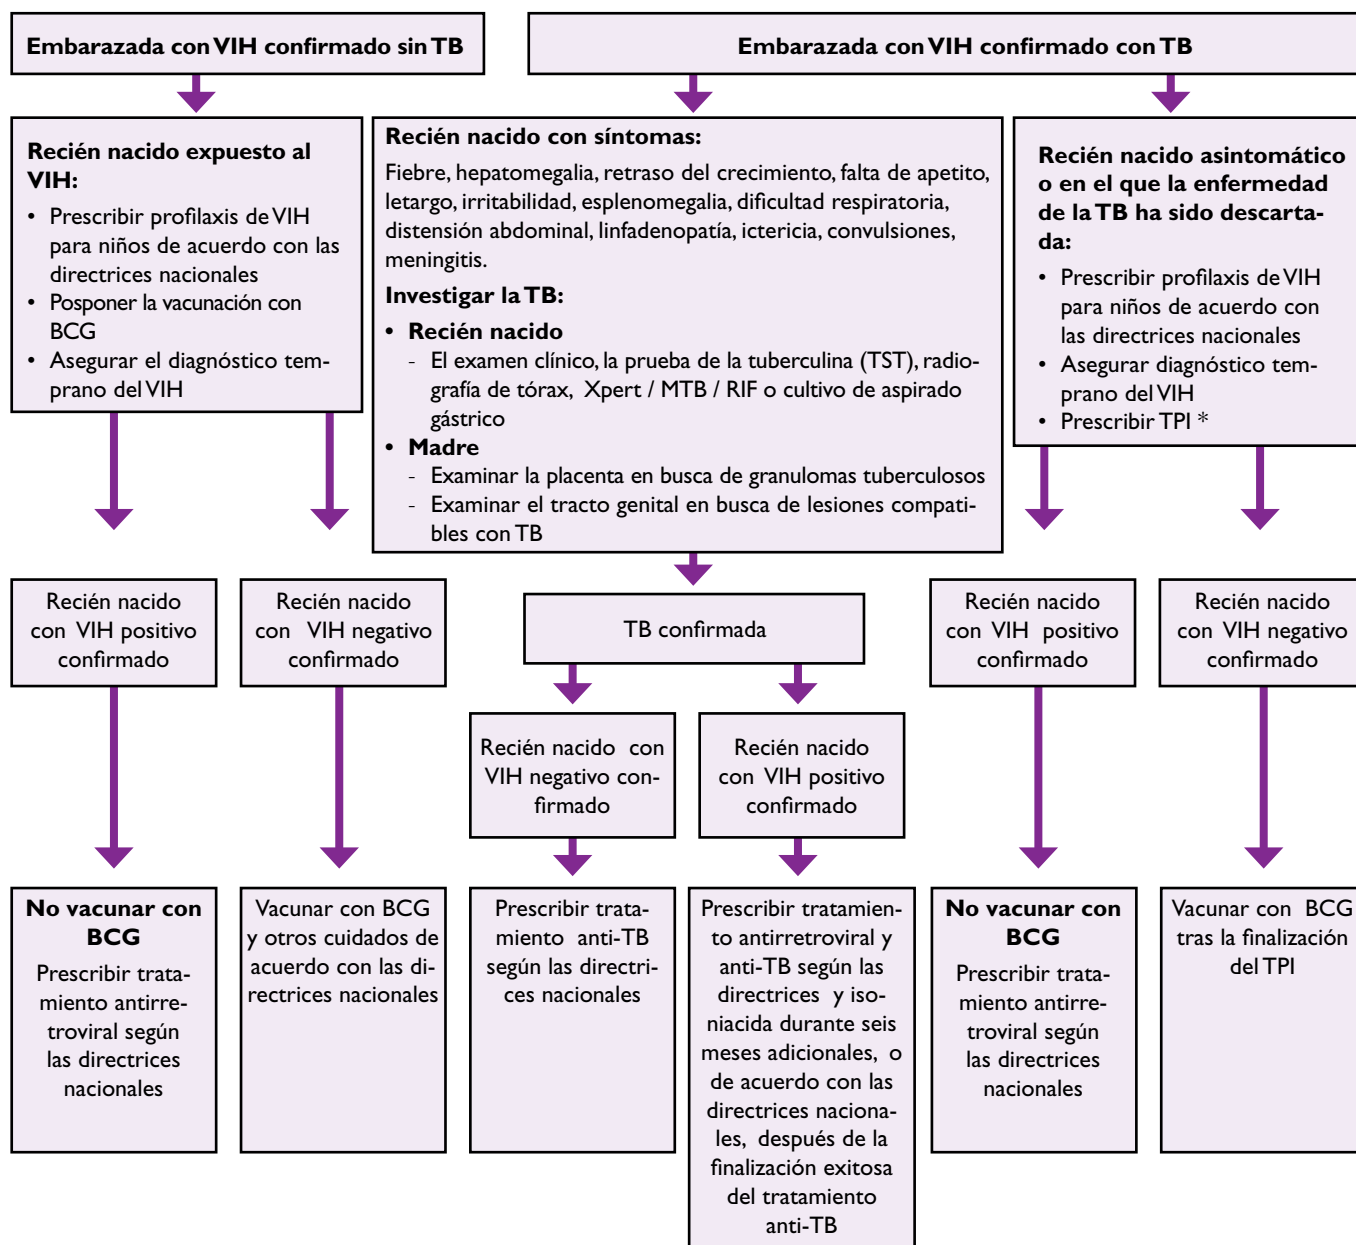 Embarazada con VIH confirmado sin TB
Embarazada con VIH confirmado con TB
Recién nacido expuesto al
VIH:
• Prescribir profilaxis de VIH
para niños de acuerdo con las
directrices nacionales
• Posponer la vacunación con
BCG
• Asegurar el diagnóstico tem-
prano del VIH
Recién nacido con síntomas:
Fiebre, hepatomegalia, retraso del crecimiento, falta de apetito,
letargo, irritabilidad, esplenomegalia, dificultad respiratoria,
distensión abdominal, linfadenopatía, ictericia, convulsiones,
meningitis.
Investigar la TB:
• Recién nacido
- El examen clínico, la prueba de la tuberculina (TST), radio-
grafía de tórax, Xpert / MTB / RIF o cultivo de aspirado
gástrico
• Madre
- Examinar la placenta en busca de granulomas tuberculosos
- Examinar el tracto genital en busca de lesiones compati-
bles con TB
Recién nacido asintomático
o en el que la enfermedad
de la TB ha sido descarta-
da:
• Prescribir profilaxis de VIH
para niños de acuerdo con
las directrices nacionales
• Asegurar diagnóstico tem-
prano del VIH
• Prescribir TPI *
Recién nacido
con VIH positivo
confirmado
Recién nacido
con VIH negativo
confirmado
TB confirmada
Recién nacido
con VIH positivo
confirmado
Recién nacido
con VIH negativo
confirmado
Recién nacido con
VIH negativo con-
firmado
Recién nacido
con VIH positivo
confirmado
No vacunar con
BCG
Prescribir trata-
miento antirre-
troviral según
las directrices
nacionales
Vacunar con BCG
y otros cuidados de
acuerdo con las di-
rectrices nacionales
Prescribir trata-
miento anti-TB
según las directri-
ces nacionales
Prescribir tratamien-
to antirretroviral y
anti-TB según las
directrices y iso-
niacida durante seis
meses adicionales, o
de acuerdo con las
directrices naciona-
les, después de la
finalización exitosa
del tratamiento
anti-TB
No vacunar con
BCG
Prescribir trata-
miento antirre-
troviral según
las directrices
nacionales
Vacunar con BCG
tras la finalización
del TPI